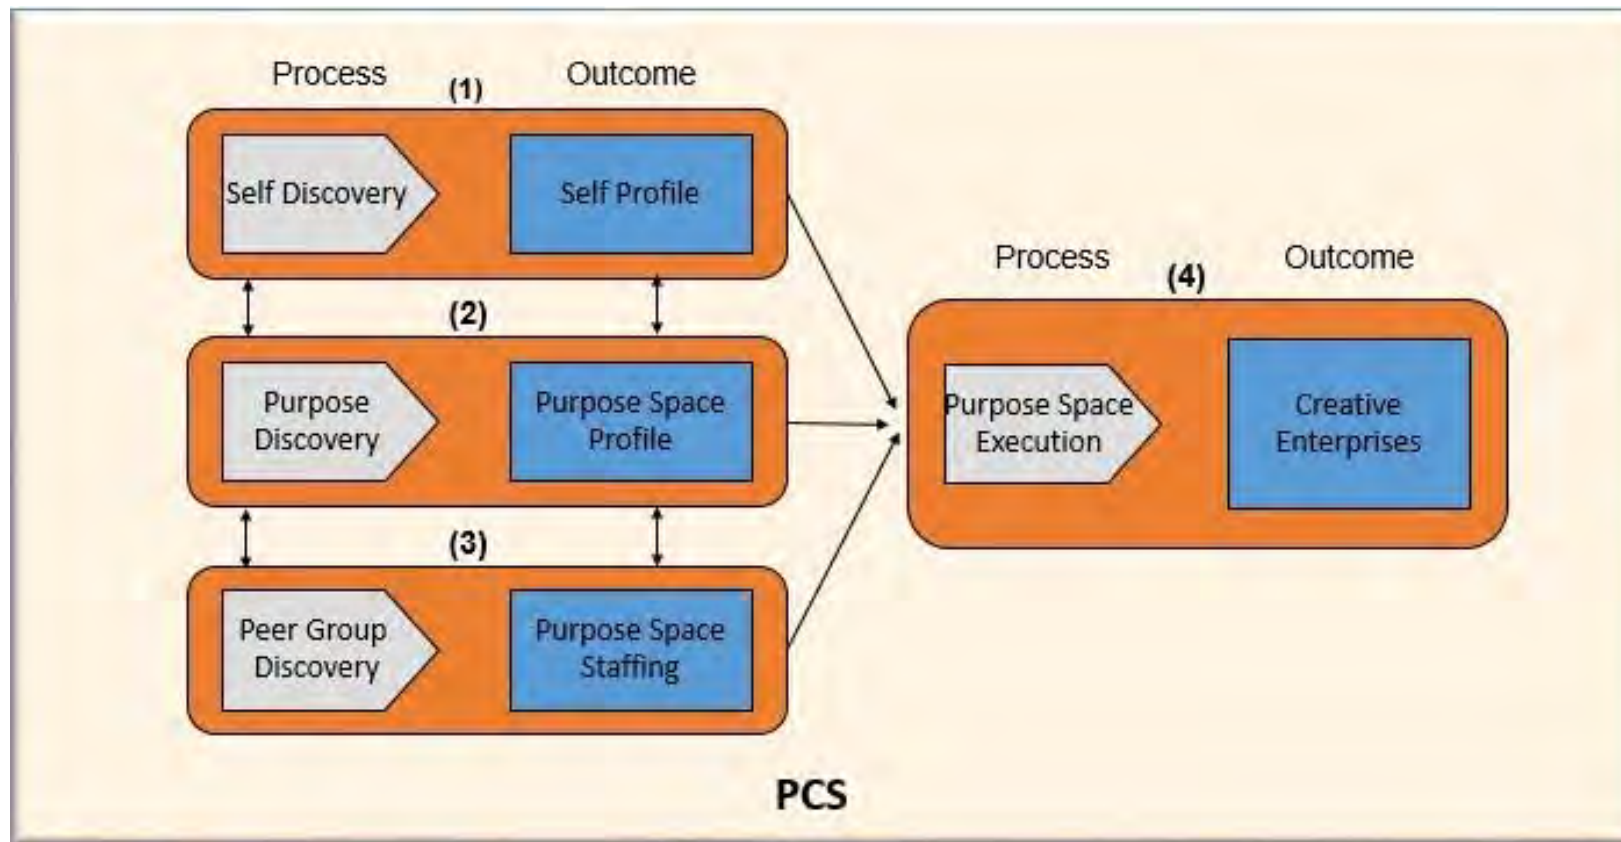 Process
Outcome
(1)
Self Discovery
Self Profile
(2)
Purpose
Discovery
Purpose Space
Profile
(3)
Peer Group
Discovery
Purpose Space
Staffing
Process
Outcome
(4)
Purpose Space
Execution
Creative
Enterprises
PCS